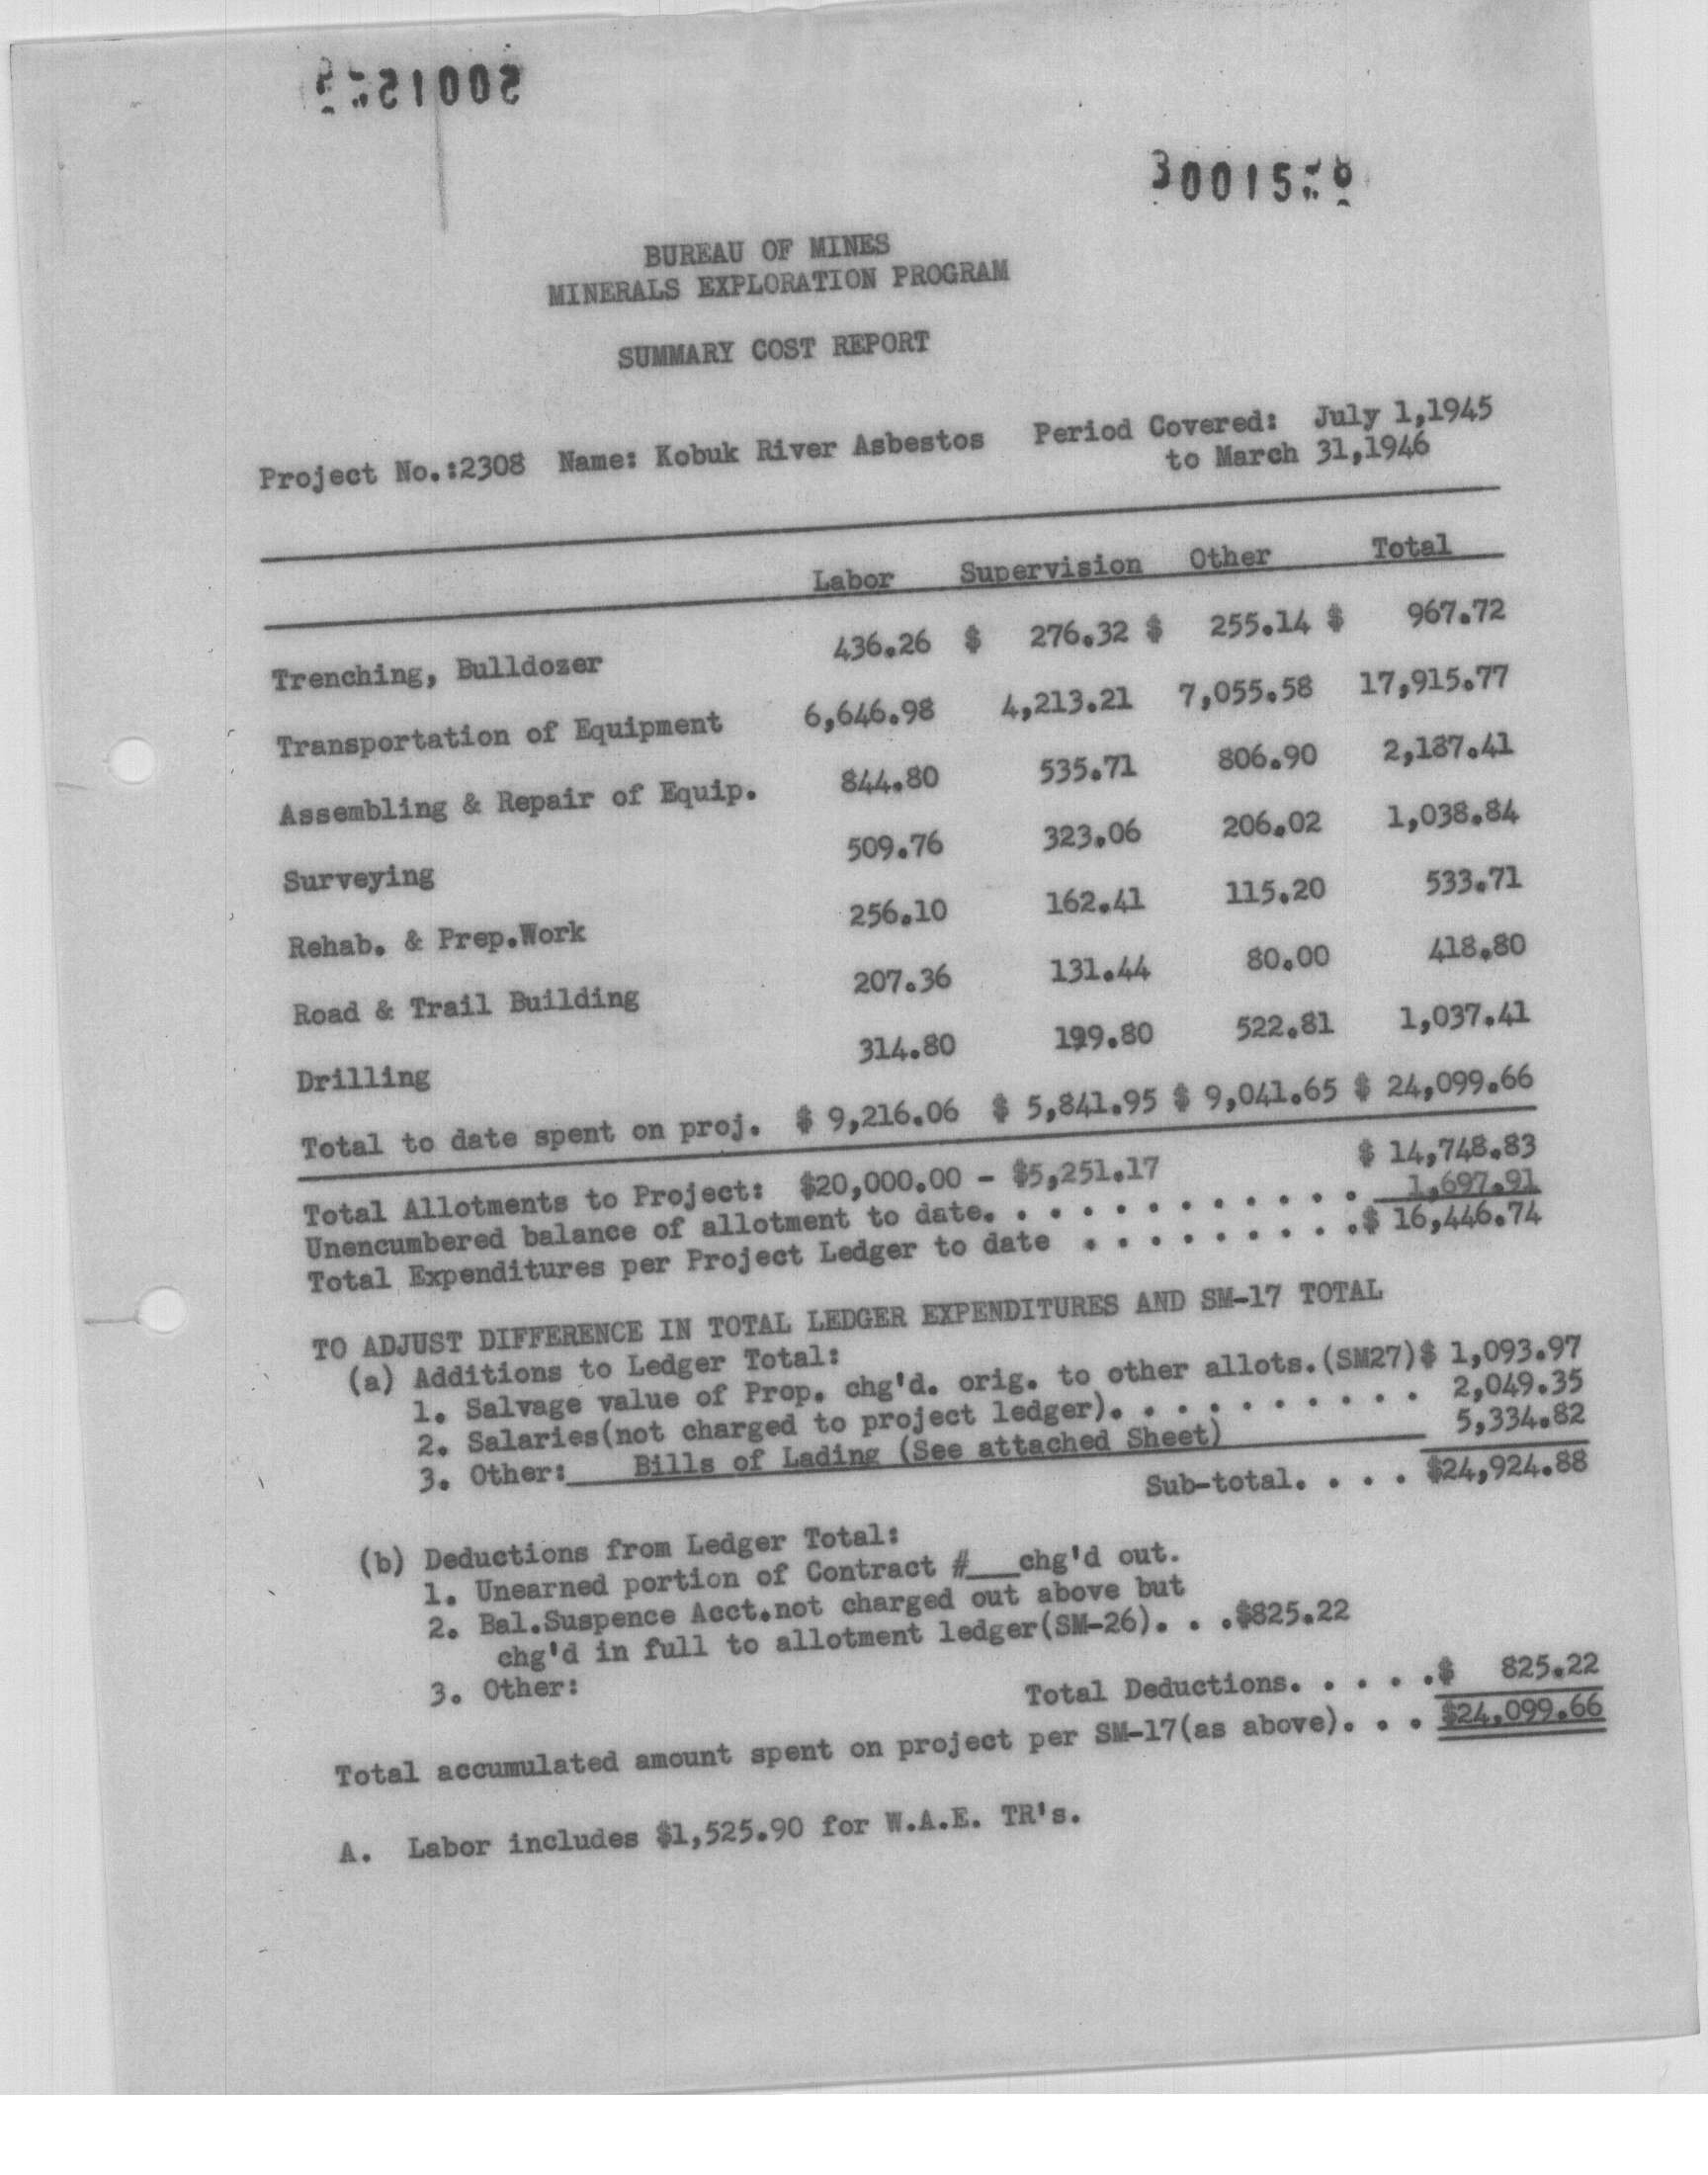 BUREAU OF MINES
MINERALS EXPLORATION PROGRAM
SUMMARY COST REPORT
Project No.:2308 Name: Kobuk River Asbestos Period Covered: July 1,1945
to March 31,1946
Labor Supervision Other Total
Trenching, Bulldozer 436.26 $ 276.32 $ 255.14 $ 967.72
Transportation of Equipment 6,646.98 4,213.21 7,055.58 17,915.77
Assembling & Repair of Equip. 844.80 535.71 806.90 2,187.41
Surveying 509.76 323.06 206.02 1,038.84
Rehab. & Prep.Work 256.10 162.41 115.20 533.71
Road & Trail Building 207.36 131.44 80.00 418.80
Drilling 314.80 199.80 522.81 1,037.41
Total to date spent on proj. $ 9,216.06 $ 5,841.95 $ 9,041.65 $ 24,099.66
Total Allotments to Project: $20,000.00 - $5,251.17 $ 14,748.83
Unencumbered balance of allotment to date. . . . . . . . . . . . 1,697.91
Total Expenditures per Project Ledger to date . . . . . . . . .$ 16,446.74
TO ADJUST DIFFERENCE IN TOTAL LEDGER EXPENDITURES AND SM-17 TOTAL
(a) Additions to Ledger Total:
1. Salvage value of Prop. chg'd. orig. to other allots.(SM27)$ 1,093.97
2. Salaries(not charged to project ledger). . . . . . . . . . 2,049.35
3. Other: Bills of Lading (See attached Sheet) 5,334.82
Sub-total. . . . $24,924.88
(b) Deductions from Ledger Total:
1. Unearned portion of Contract #___chg'd out.
2. Bal.Suspence Acct.not charged out above but
chg'd in full to allotment ledger(SM-26). . .$825.22
3. Other:
Total Deductions. . . . .$ 825.22
Total accumulated amount spent on project per SM-17(as above). . . $24,099.66
A. Labor includes $1,525.90 for W.A.E. TR's.